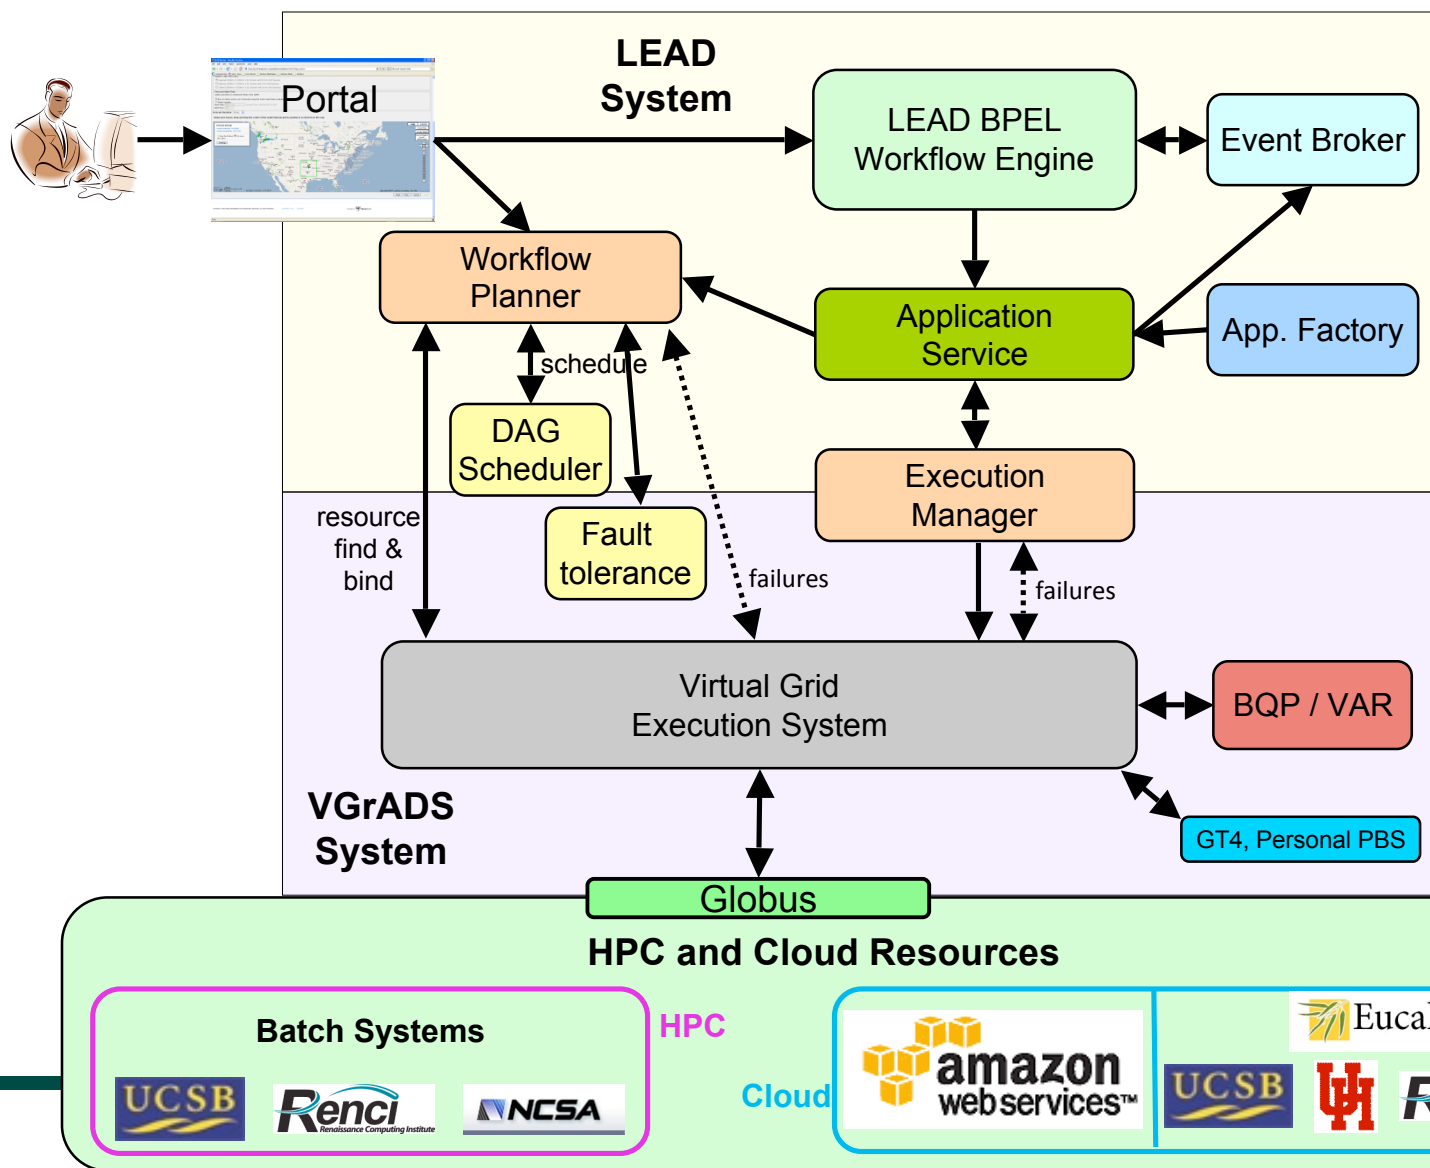 LEAD
System
Portal
LEAD BPEL
Workflow Engine
Event Broker
Workflow
Planner
Application
Service
App. Factory
schedule
DAG
Scheduler
Execution
Manager
resource
find &
bind
Fault
tolerance
failures
failures
Virtual Grid
Execution System
BQP / VAR
VGrADS
System
GT4, Personal PBS
Globus
HPC and Cloud Resources
Batch Systems
HPC
Cloud
UCSB
Renci
Renaissance Computing Institute
NCSA
amazon
webservices™
UCSB
UH